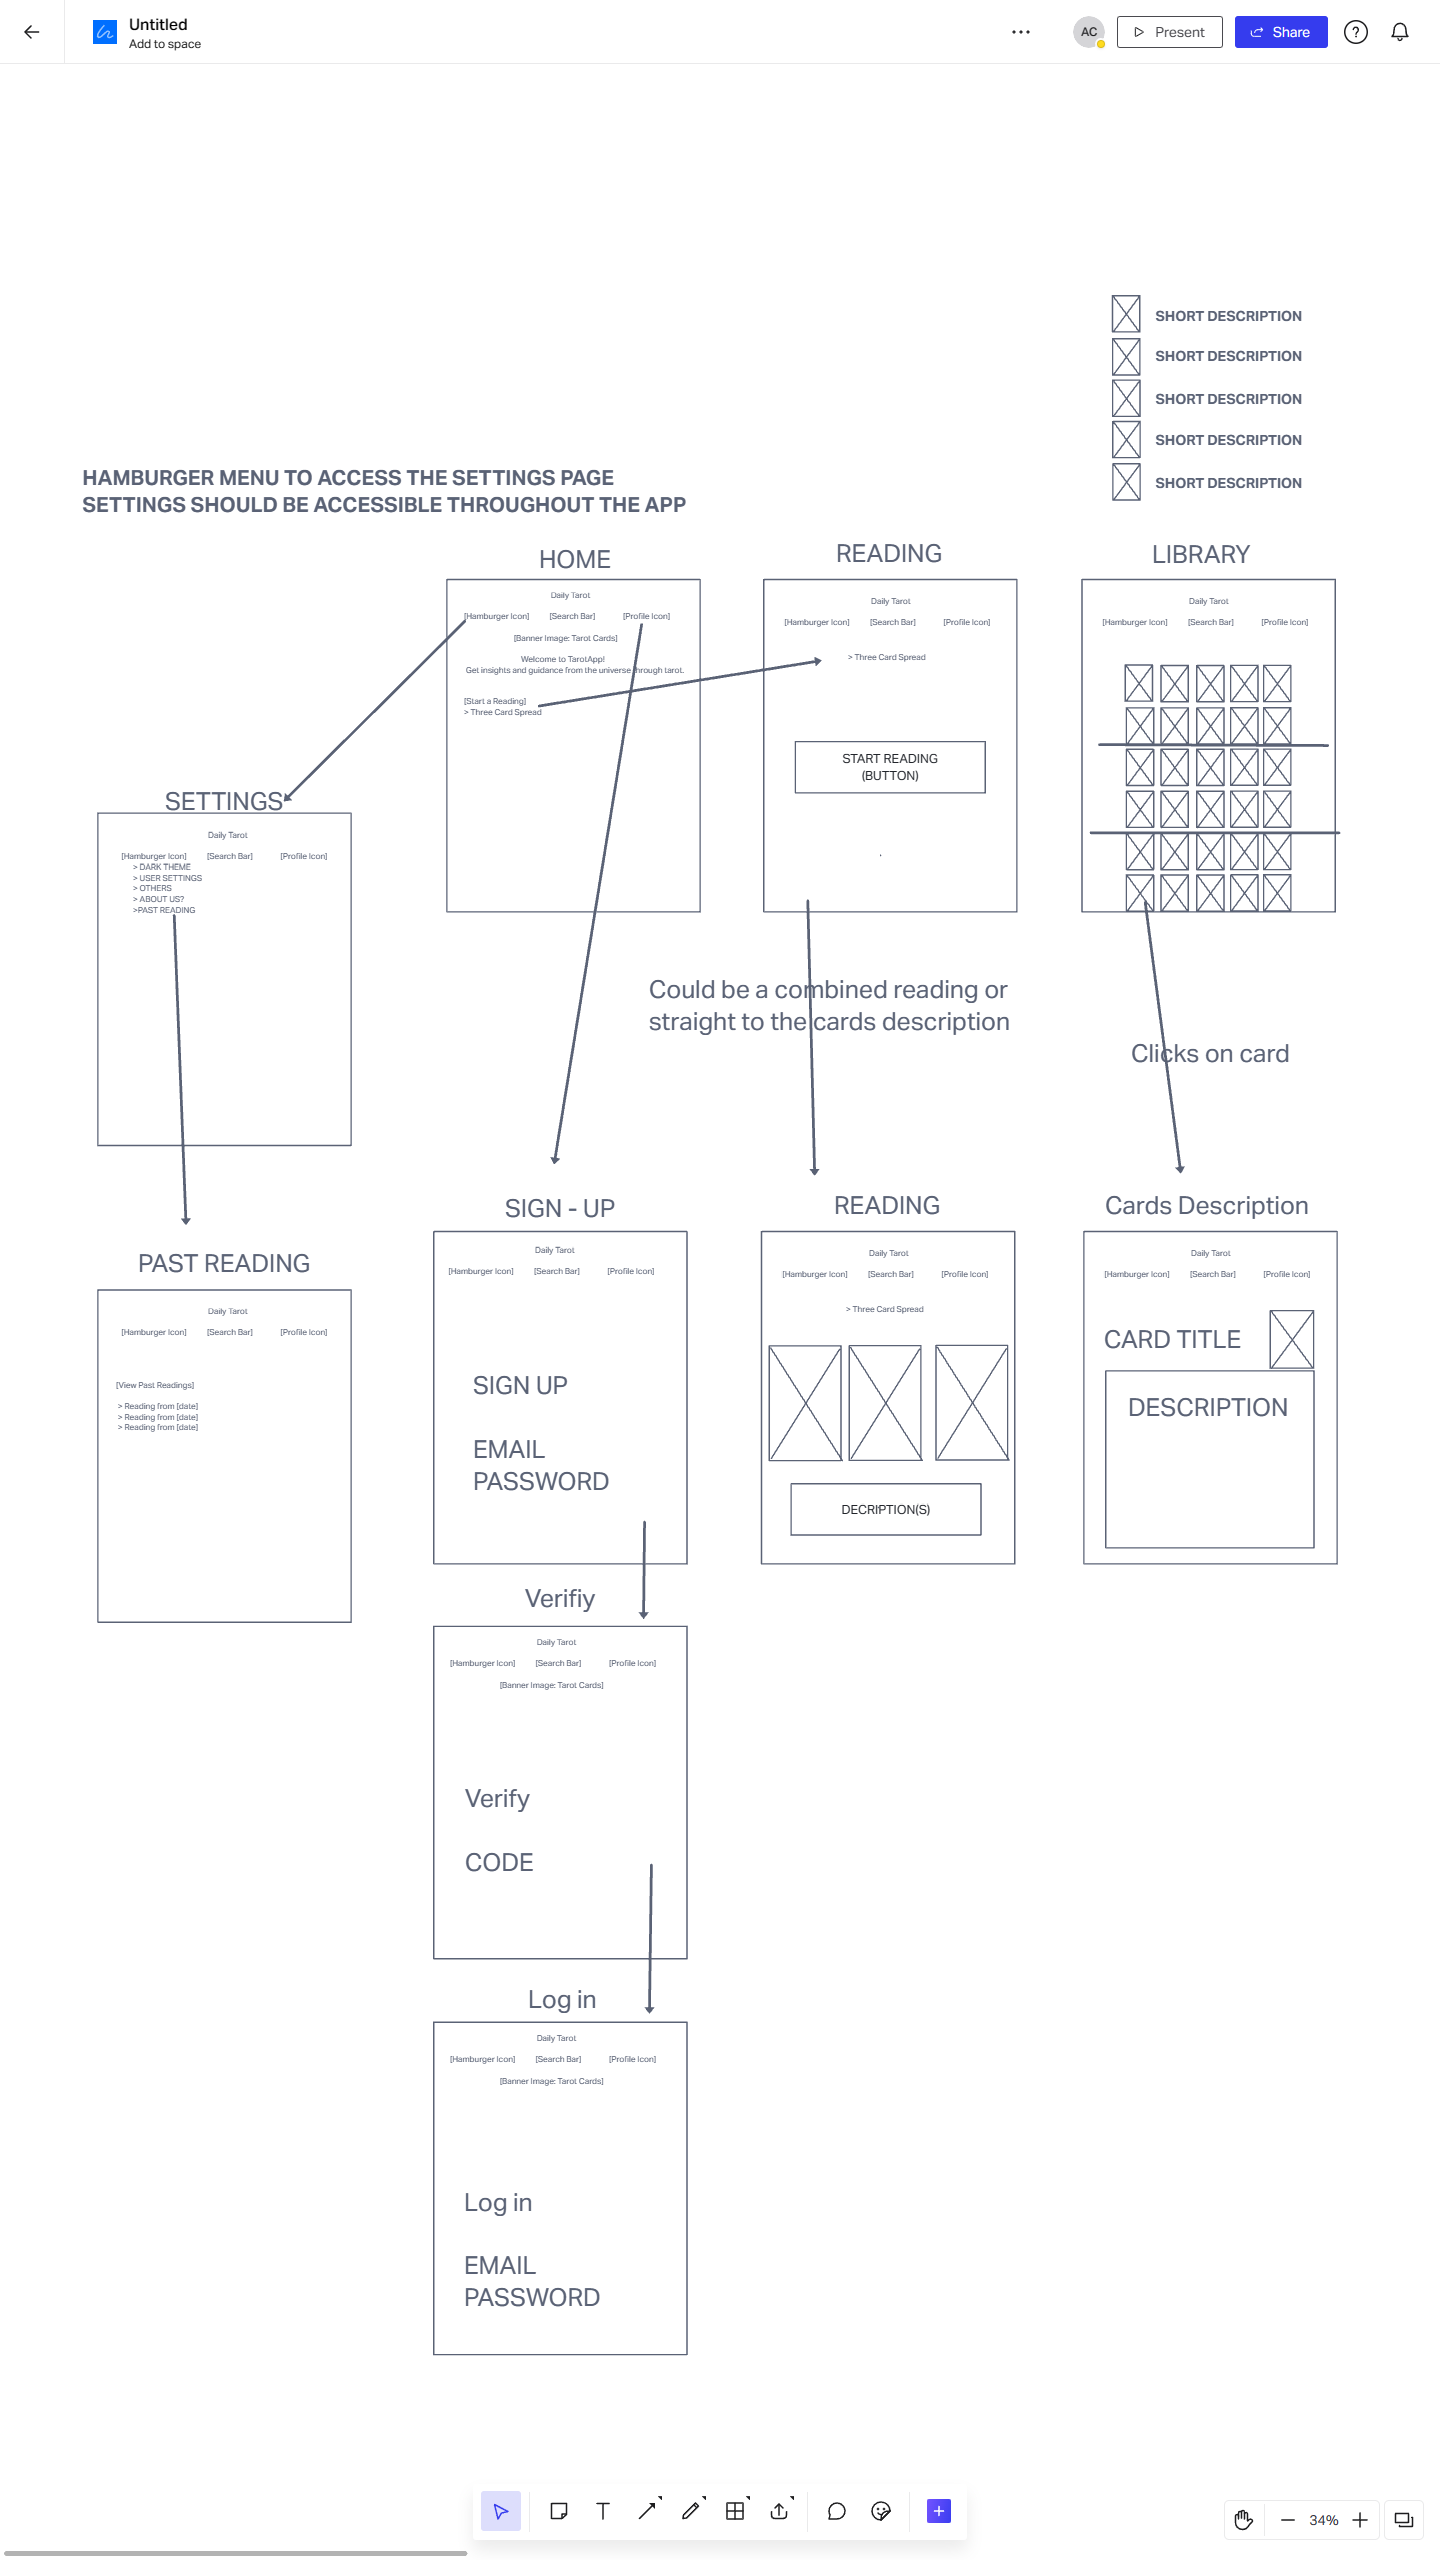 Untitled
Add to space
AC
Present
Share
SHORT DESCRIPTION
SHORT DESCRIPTION
SHORT DESCRIPTION
SHORT DESCRIPTION
SHORT DESCRIPTION
HAMBURGER MENU TO ACCESS THE SETTINGS PAGE
SETTINGS SHOULD BE ACCESSIBLE THROUGHOUT THE APP
HOME
Daily Tarot
[Hamburger Icon] [Search Bar] [Profile Icon]
[Banner Image: Tarot Cards]
Welcome to TarotApp!
Get insights and guidance from the universe through tarot.
[Start a Reading]
> Three Card Spread
READING
Daily Tarot
[Hamburger Icon] [Search Bar] [Profile Icon]
> Three Card Spread
START READING
(BUTTON)
LIBRARY
Daily Tarot
[Hamburger Icon] [Search Bar] [Profile Icon]
SETTINGS
Daily Tarot
[Hamburger Icon] [Search Bar] [Profile Icon]
> DARK THEME
> USER SETTINGS
> OTHERS
> ABOUT US?
>PAST READING
Could be a combined reading or
straight to the cards description
Clicks on card
PAST READING
Daily Tarot
[Hamburger Icon] [Search Bar] [Profile Icon]
[View Past Readings]
> Reading from [date]
> Reading from [date]
> Reading from [date]
SIGN - UP
Daily Tarot
[Hamburger Icon] [Search Bar] [Profile Icon]
SIGN UP
EMAIL
PASSWORD
READING
Daily Tarot
[Hamburger Icon] [Search Bar] [Profile Icon]
> Three Card Spread
DECRIPTION(S)
Cards Description
Daily Tarot
[Hamburger Icon] [Search Bar] [Profile Icon]
CARD TITLE
DESCRIPTION
Verifiy
Daily Tarot
[Hamburger Icon] [Search Bar] [Profile Icon]
[Banner Image: Tarot Cards]
Verify
CODE
Log in
Daily Tarot
[Hamburger Icon] [Search Bar] [Profile Icon]
[Banner Image: Tarot Cards]
Log in
EMAIL
PASSWORD
34%